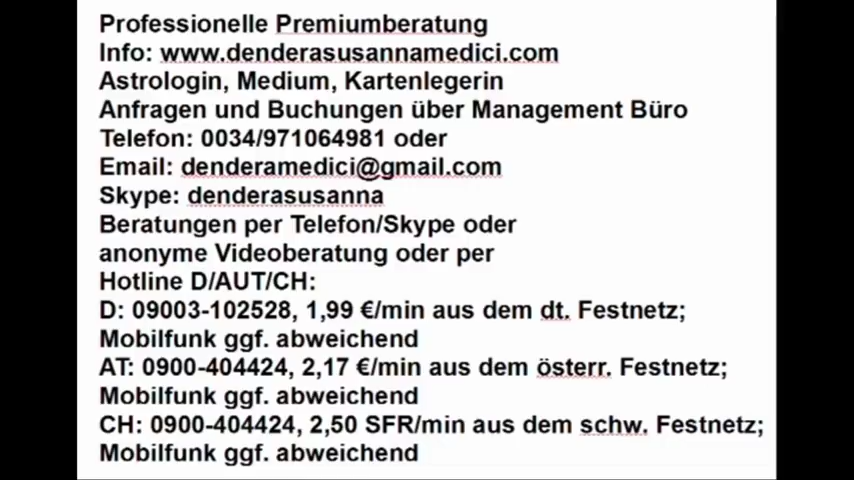 Professionelle Premiumberatung
Info: www.denderasusannamedici.com
Astrologin, Medium, Kartenlegerin
Anfragen und Buchungen über Management Büro
Telefon: 0034/971064981 oder
Email: denderamedici@gmail.com
Skype: denderasusanna
Beratungen per Telefon/Skype oder
anonyme Videoberatung oder per
Hotline D/AUT/CH:
D: 09003-102528, 1,99 €/min aus dem dt. Festnetz;
Mobilfunk ggf. abweichend
AT: 0900-404424, 2,17 €/min aus dem österr. Festnetz;
Mobilfunk ggf. abweichend
CH: 0900-404424, 2,50 SFR/min aus dem schw. Festnetz;
Mobilfunk ggf. abweichend